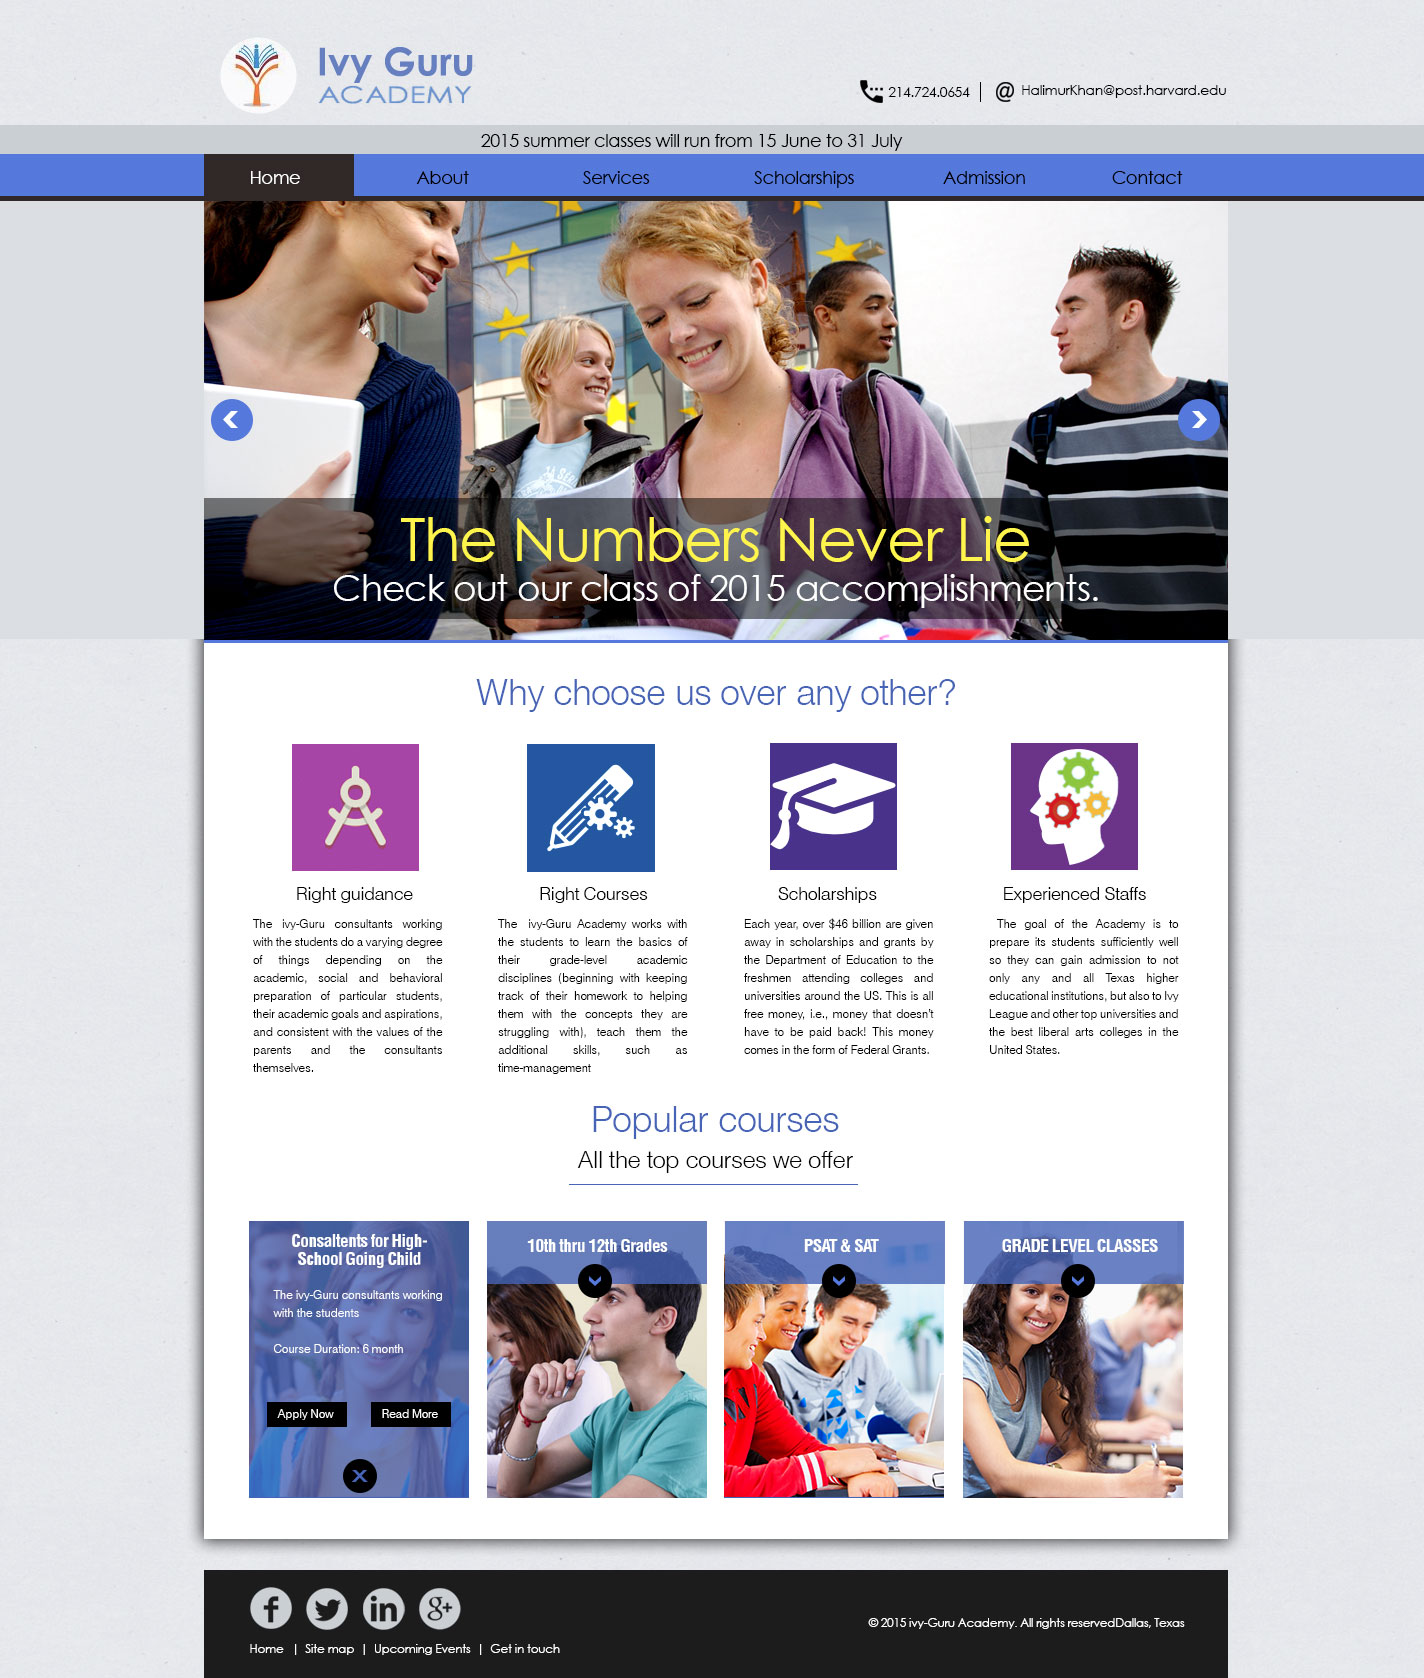 Ivy Guru
ACADEMY
214.724.0654 | @ HalimurKhan@post.harvard.edu
2015 summer classes will run from 15 June to 31 July
Home About Services Scholarships Admission Contact
The Numbers Never Lie
Check out our class of 2015 accomplishments.
Why choose us over any other?
Right guidance
The ivy-Guru consultants working
with the students do a varying degree
of things depending on the
academic, social and behavioral
preparation of particular students,
their academic goals and aspirations,
and consistent with the values of the
parents and the consultants
themselves.
Right Courses
The ivy-Guru Academy works with
the students to learn the basics of
their grade-level academic
disciplines (beginning with keeping
track of their homework to helping
them with the concepts they are
struggling with), teach them the
additional skills, such as
time-management
Scholarships
Each year, over $46 billion are given
away in scholarships and grants by
the Department of Education to the
freshmen attending colleges and
universities around the US. This is all
free money, i.e., money that doesn't
have to be paid back! This money
comes in the form of Federal Grants.
Experienced Staffs
The goal of the Academy is to
prepare its students sufficiently well
so they can gain admission to not
only any and all Texas higher
educational institutions, but also to Ivy
League and other top universities and
the best liberal arts colleges in the
United States.
Popular courses
All the top courses we offer
Consaltents for High-
School Going Child
The ivy-Guru consultants working
with the students
Course Duration: 6 month
Apply Now Read More
10th thru 12th Grades
PSAT & SAT
GRADE LEVEL CLASSES
f in g+
Home | Site map | Upcoming Events | Get in touch
© 2015 ivy-Guru Academy. All rights reservedDallas, Texas